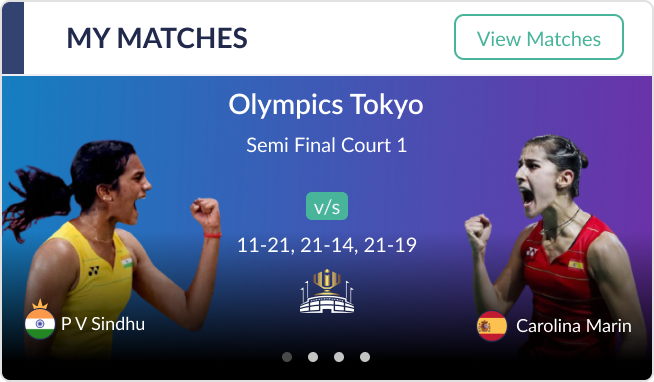 MY MATCHES
View Matches
Olympics Tokyo
Semi Final Court 1
v/s
11-21, 21-14, 21-19
P V Sindhu
Carolina Marin